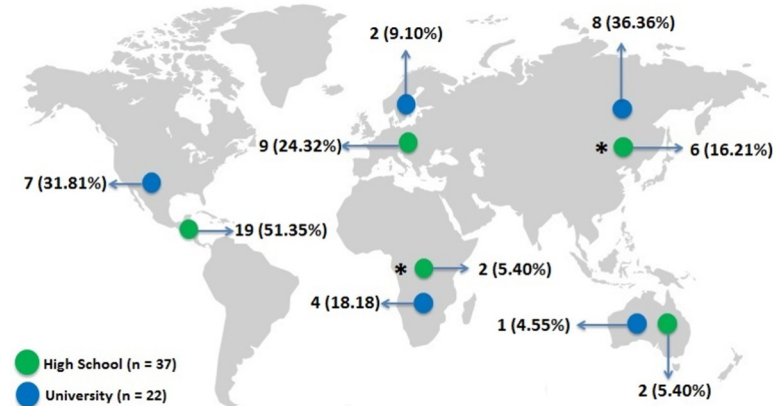 8 (36.36%)
2 (9.10%)
9 (24.32%)
* 6 (16.21%)
7 (31.81%)
19 (51.35%)
* 2 (5.40%)
4 (18.18)
1 (4.55%)
High School (n = 37)
2 (5.40%)
University (n = 22)